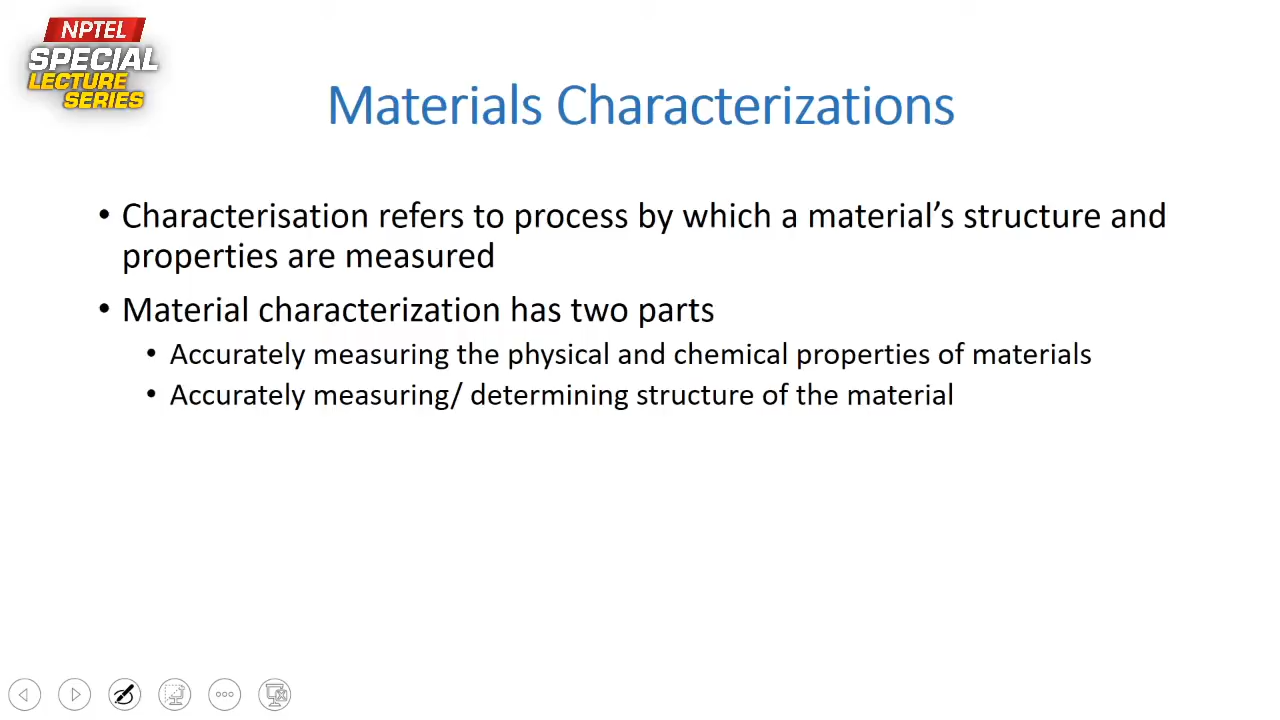 NPTEL
SPECIAL
LECTURE
SERIES
Materials Characterizations
• Characterisation refers to process by which a material’s structure and
properties are measured
• Material characterization has two parts
• Accurately measuring the physical and chemical properties of materials
• Accurately measuring/ determining structure of the material